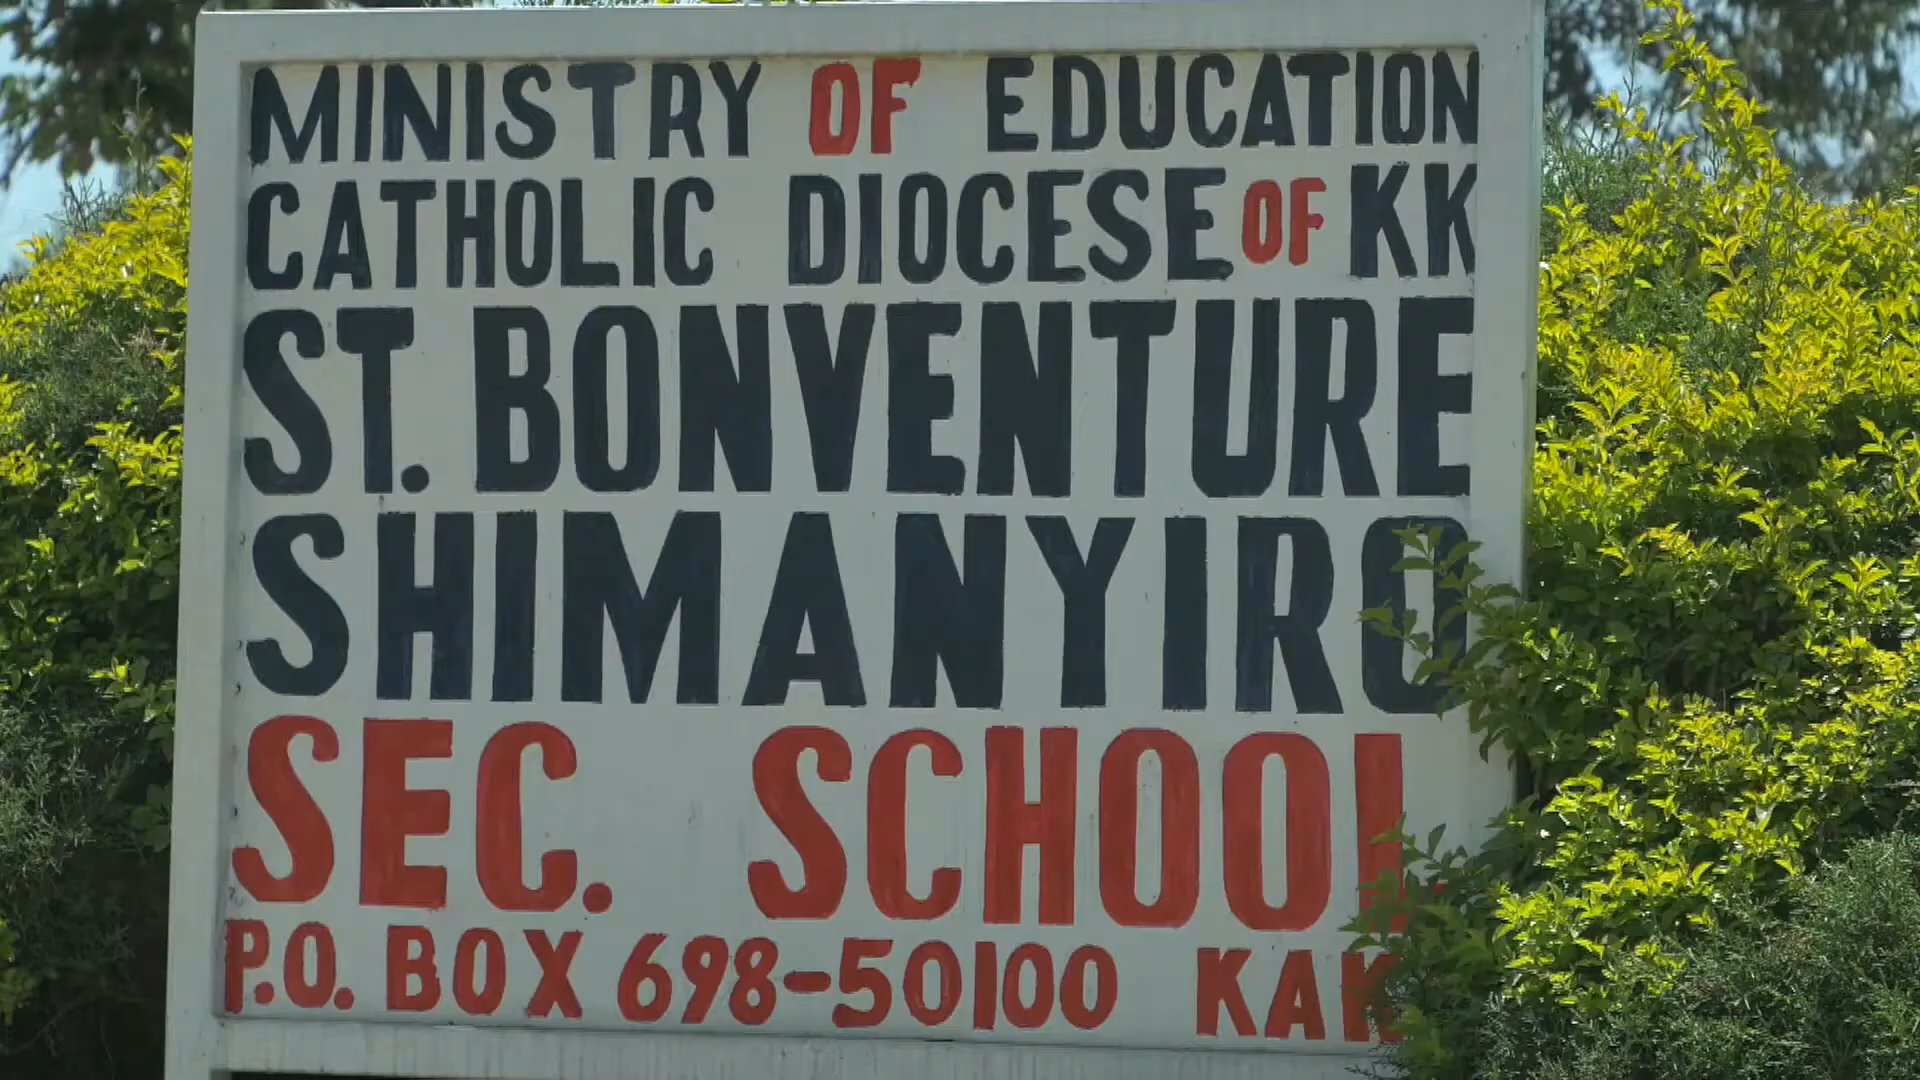 MINISTRY OF EDUCATION
CATHOLIC DIOCESE OF KK
ST. BONVENTURE
SHIMANYIRO
SEC. SCHOOL
P.O. BOX 698-50100 KAK